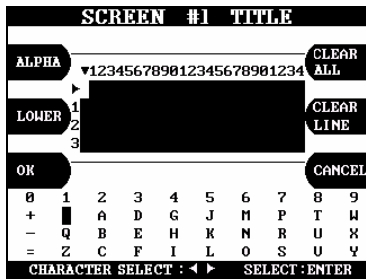 SCREEN #1 TITLE
ALPHA
CLEAR ALL
▼123456789012345678901234
►
LOWER
1
2
3
CLEAR LINE
OK
CANCEL
0 1 2 3 4 5 6 7 8 9
+ A D G J M P T W
- Q B E H K N R U X
= Z C F I L O S V Y
CHARACTER SELECT : ◄ ► SELECT:ENTER